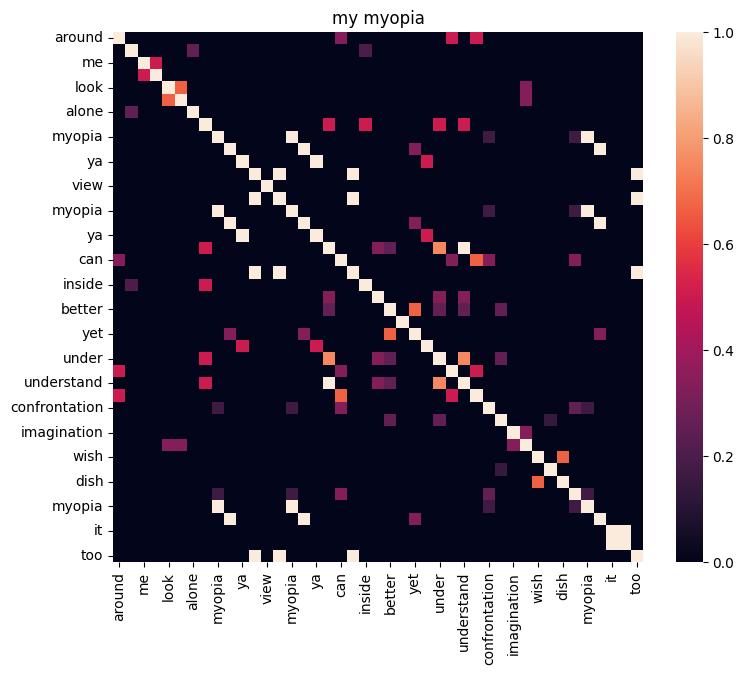 my myopia
around
me
look
alone
myopia
ya
view
myopia
ya
can
inside
better
yet
under
understand
confrontation
imagination
wish
dish
myopia
it
too
around
me
look
alone
myopia
ya
view
myopia
ya
can
inside
better
yet
under
understand
confrontation
imagination
wish
dish
myopia
it
too
1.0
0.8
0.6
0.4
0.2
0.0